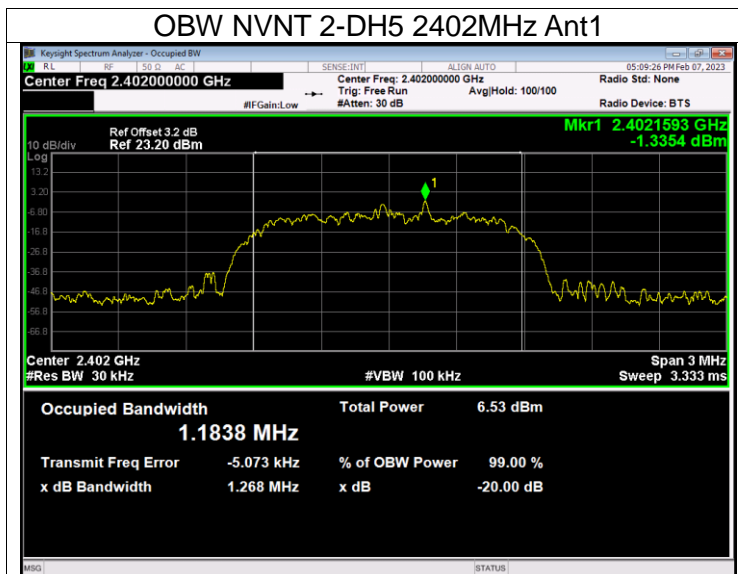 OBW NVNT 2-DH5 2402MHz Ant1
Keysight Spectrum Analyzer - Occupied BW
LXI RL RF 50 Ω AC SENSE:INT ALIGN AUTO 05:09:26 PM Feb 07, 2023
Center Freq 2.402000000 GHz Center Freq: 2.402000000 GHz Radio Std: None
Trig: Free Run Avg|Hold: 100/100
#IFGain:Low #Atten: 30 dB Radio Device: BTS
Mkr1 2.4021593 GHz
-1.3354 dBm
Ref Offset 3.2 dB
10 dB/div Ref 23.20 dBm
Log
13.2
3.20
-6.80
-16.8
-26.8
-36.8
-46.8
-56.8
-66.8
1
Center 2.402 GHz Span 3 MHz
#Res BW 30 kHz #VBW 100 kHz Sweep 3.333 ms
Occupied Bandwidth Total Power 6.53 dBm
1.1838 MHz
Transmit Freq Error -5.073 kHz % of OBW Power 99.00 %
x dB Bandwidth 1.268 MHz x dB -20.00 dB
MSG STATUS